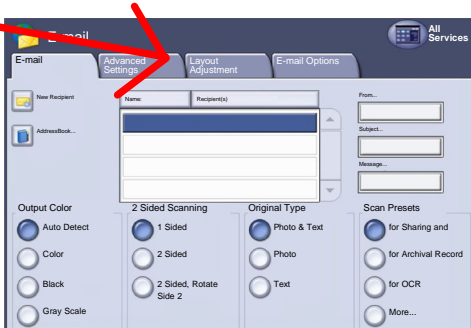 E-mail
All
Services
E-mail
Advanced
Settings
Layout
Adjustment
E-mail Options
New Recipient
AddressBook...
Name:
Recipient(s)
From...
Subject...
Message...
Output Color
2 Sided Scanning
Original Type
Scan Presets
Auto Detect
1 Sided
Photo & Text
for Sharing and
Color
2 Sided
Photo
for Archival Record
Black
2 Sided, Rotate
Side 2
Text
for OCR
Gray Scale
More...